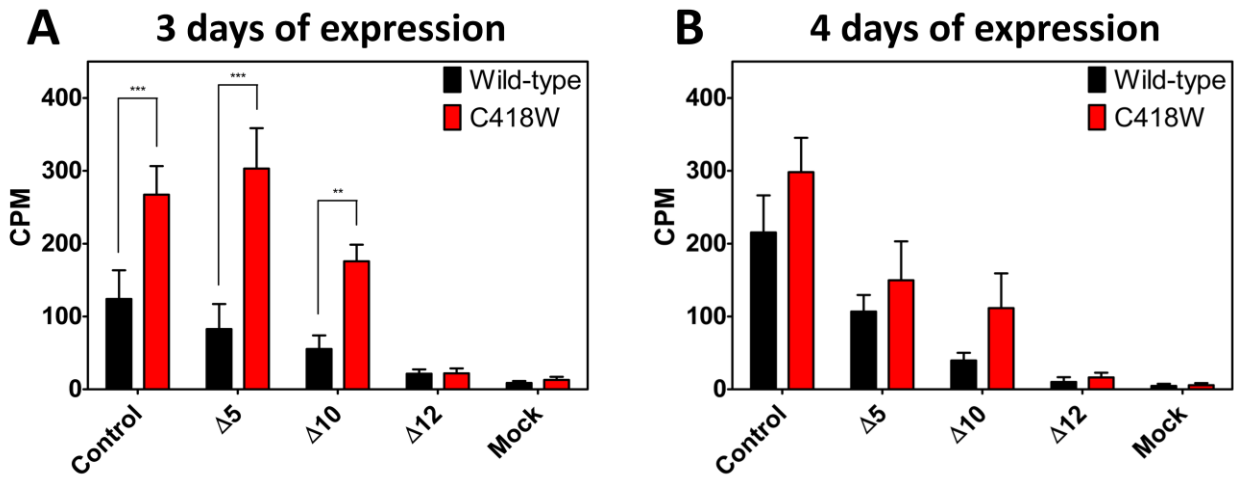 A 3 days of expression
Wild-type
C418W
CPM
400
300
200
100
0
***
***
**
Control
Δ5
Δ10
Δ12
Mock
B 4 days of expression
Wild-type
C418W
CPM
400
300
200
100
0
Control
Δ5
Δ10
Δ12
Mock